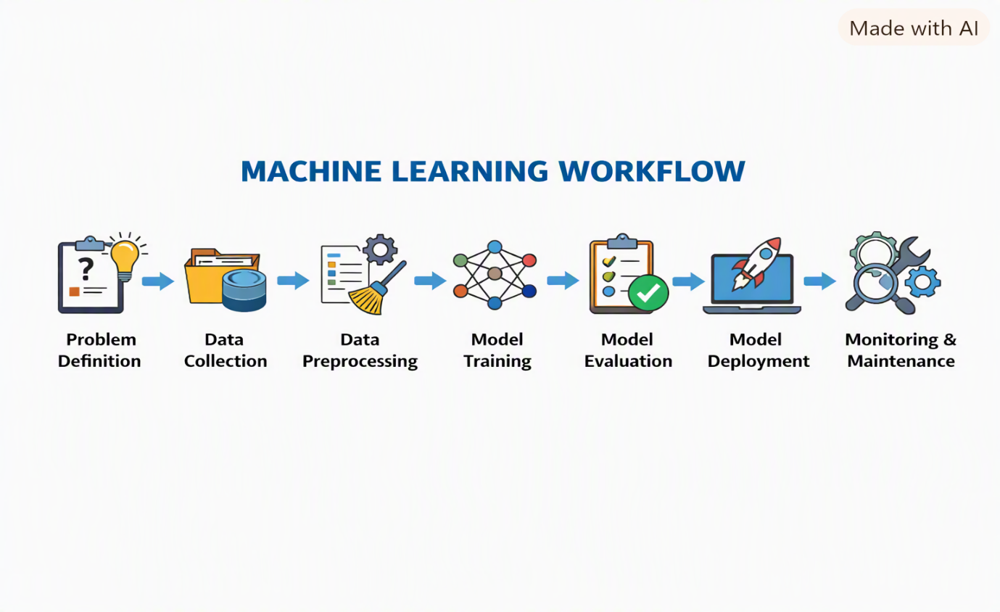 Made with AI
MACHINE LEARNING WORKFLOW
?
Problem
Definition
Data
Collection
Data
Preprocessing
Model
Training
Model
Evaluation
Model
Deployment
Monitoring &
Maintenance